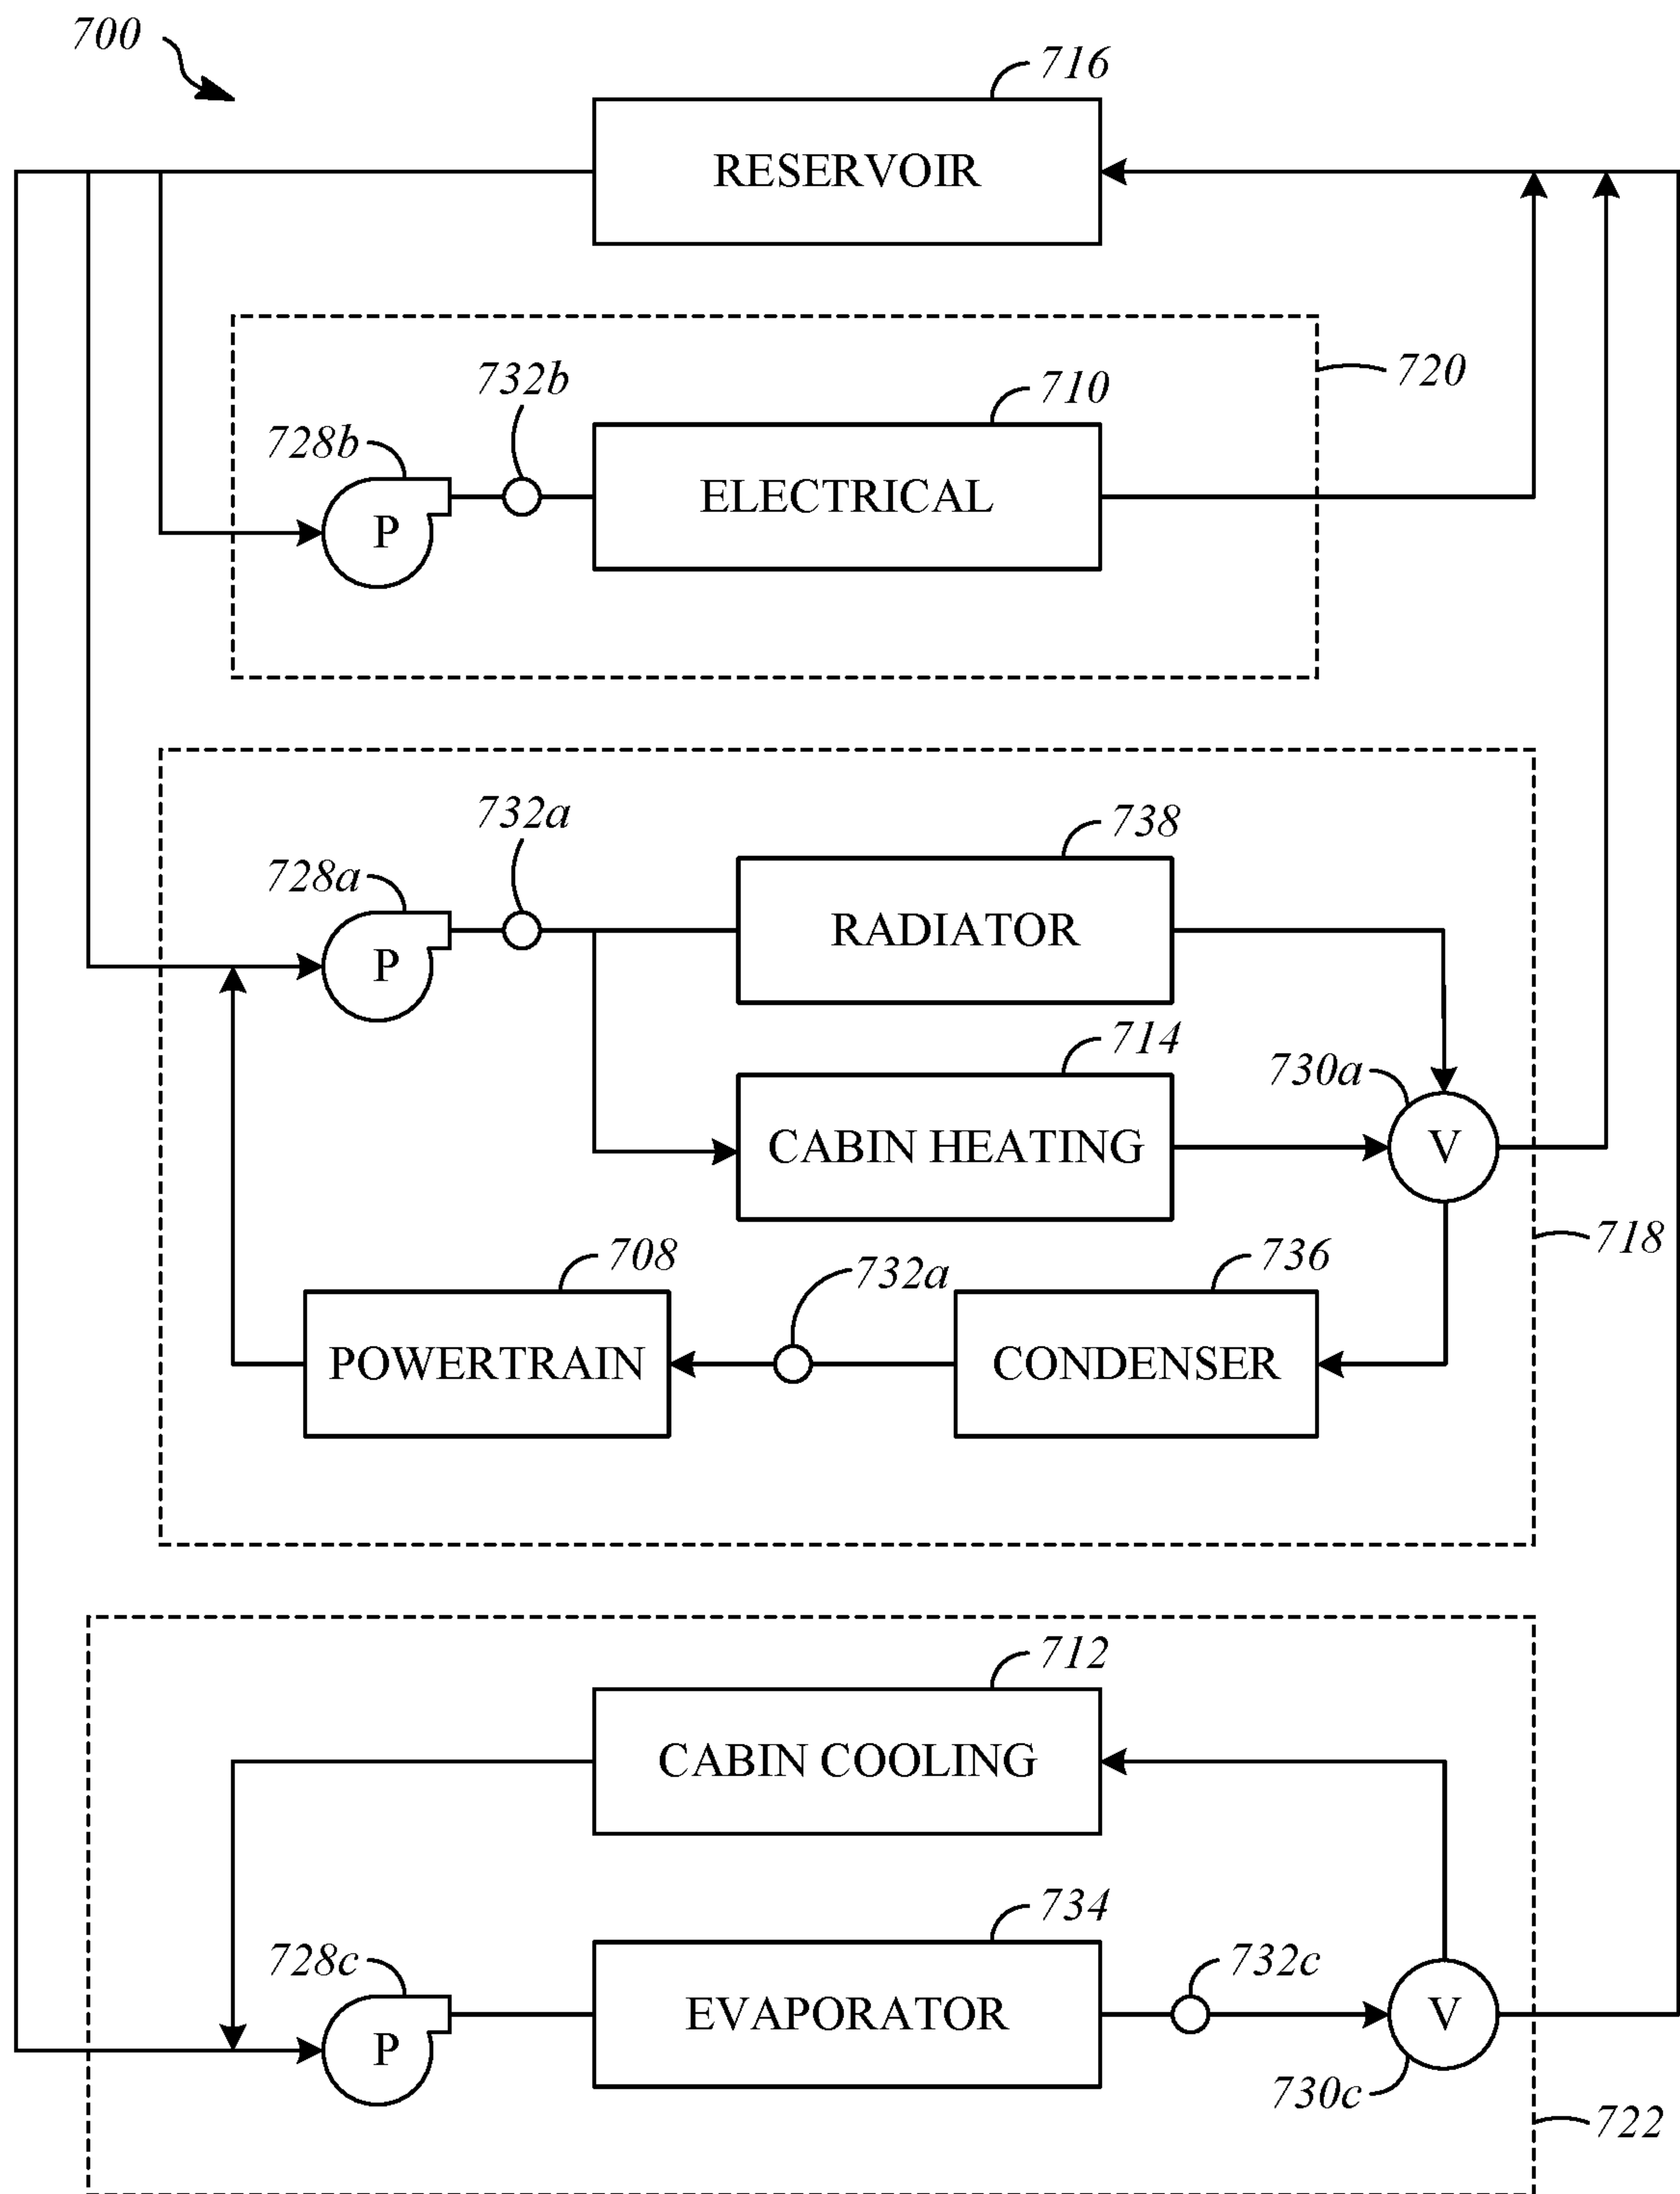 700
716
RESERVOIR
720
732b
710
728b
ELECTRICAL
P
732a
738
728a
RADIATOR
P
714
730a
CABIN HEATING
V
718
708
732a
736
POWERTRAIN
CONDENSER
712
CABIN COOLING
734
728c
732c
EVAPORATOR
V
P
730c
722